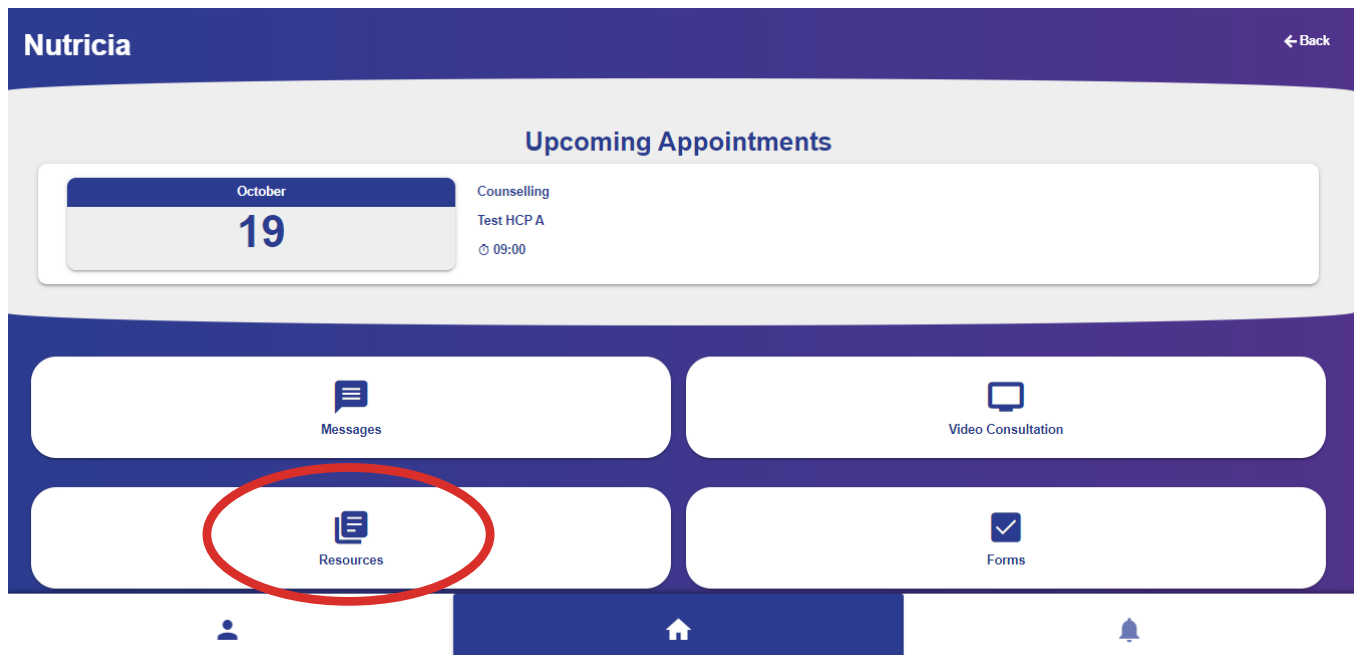 Nutricia
Back
Upcoming Appointments
October
19
Counselling
Test HCP A
09:00
Messages
Video Consultation
Resources
Forms